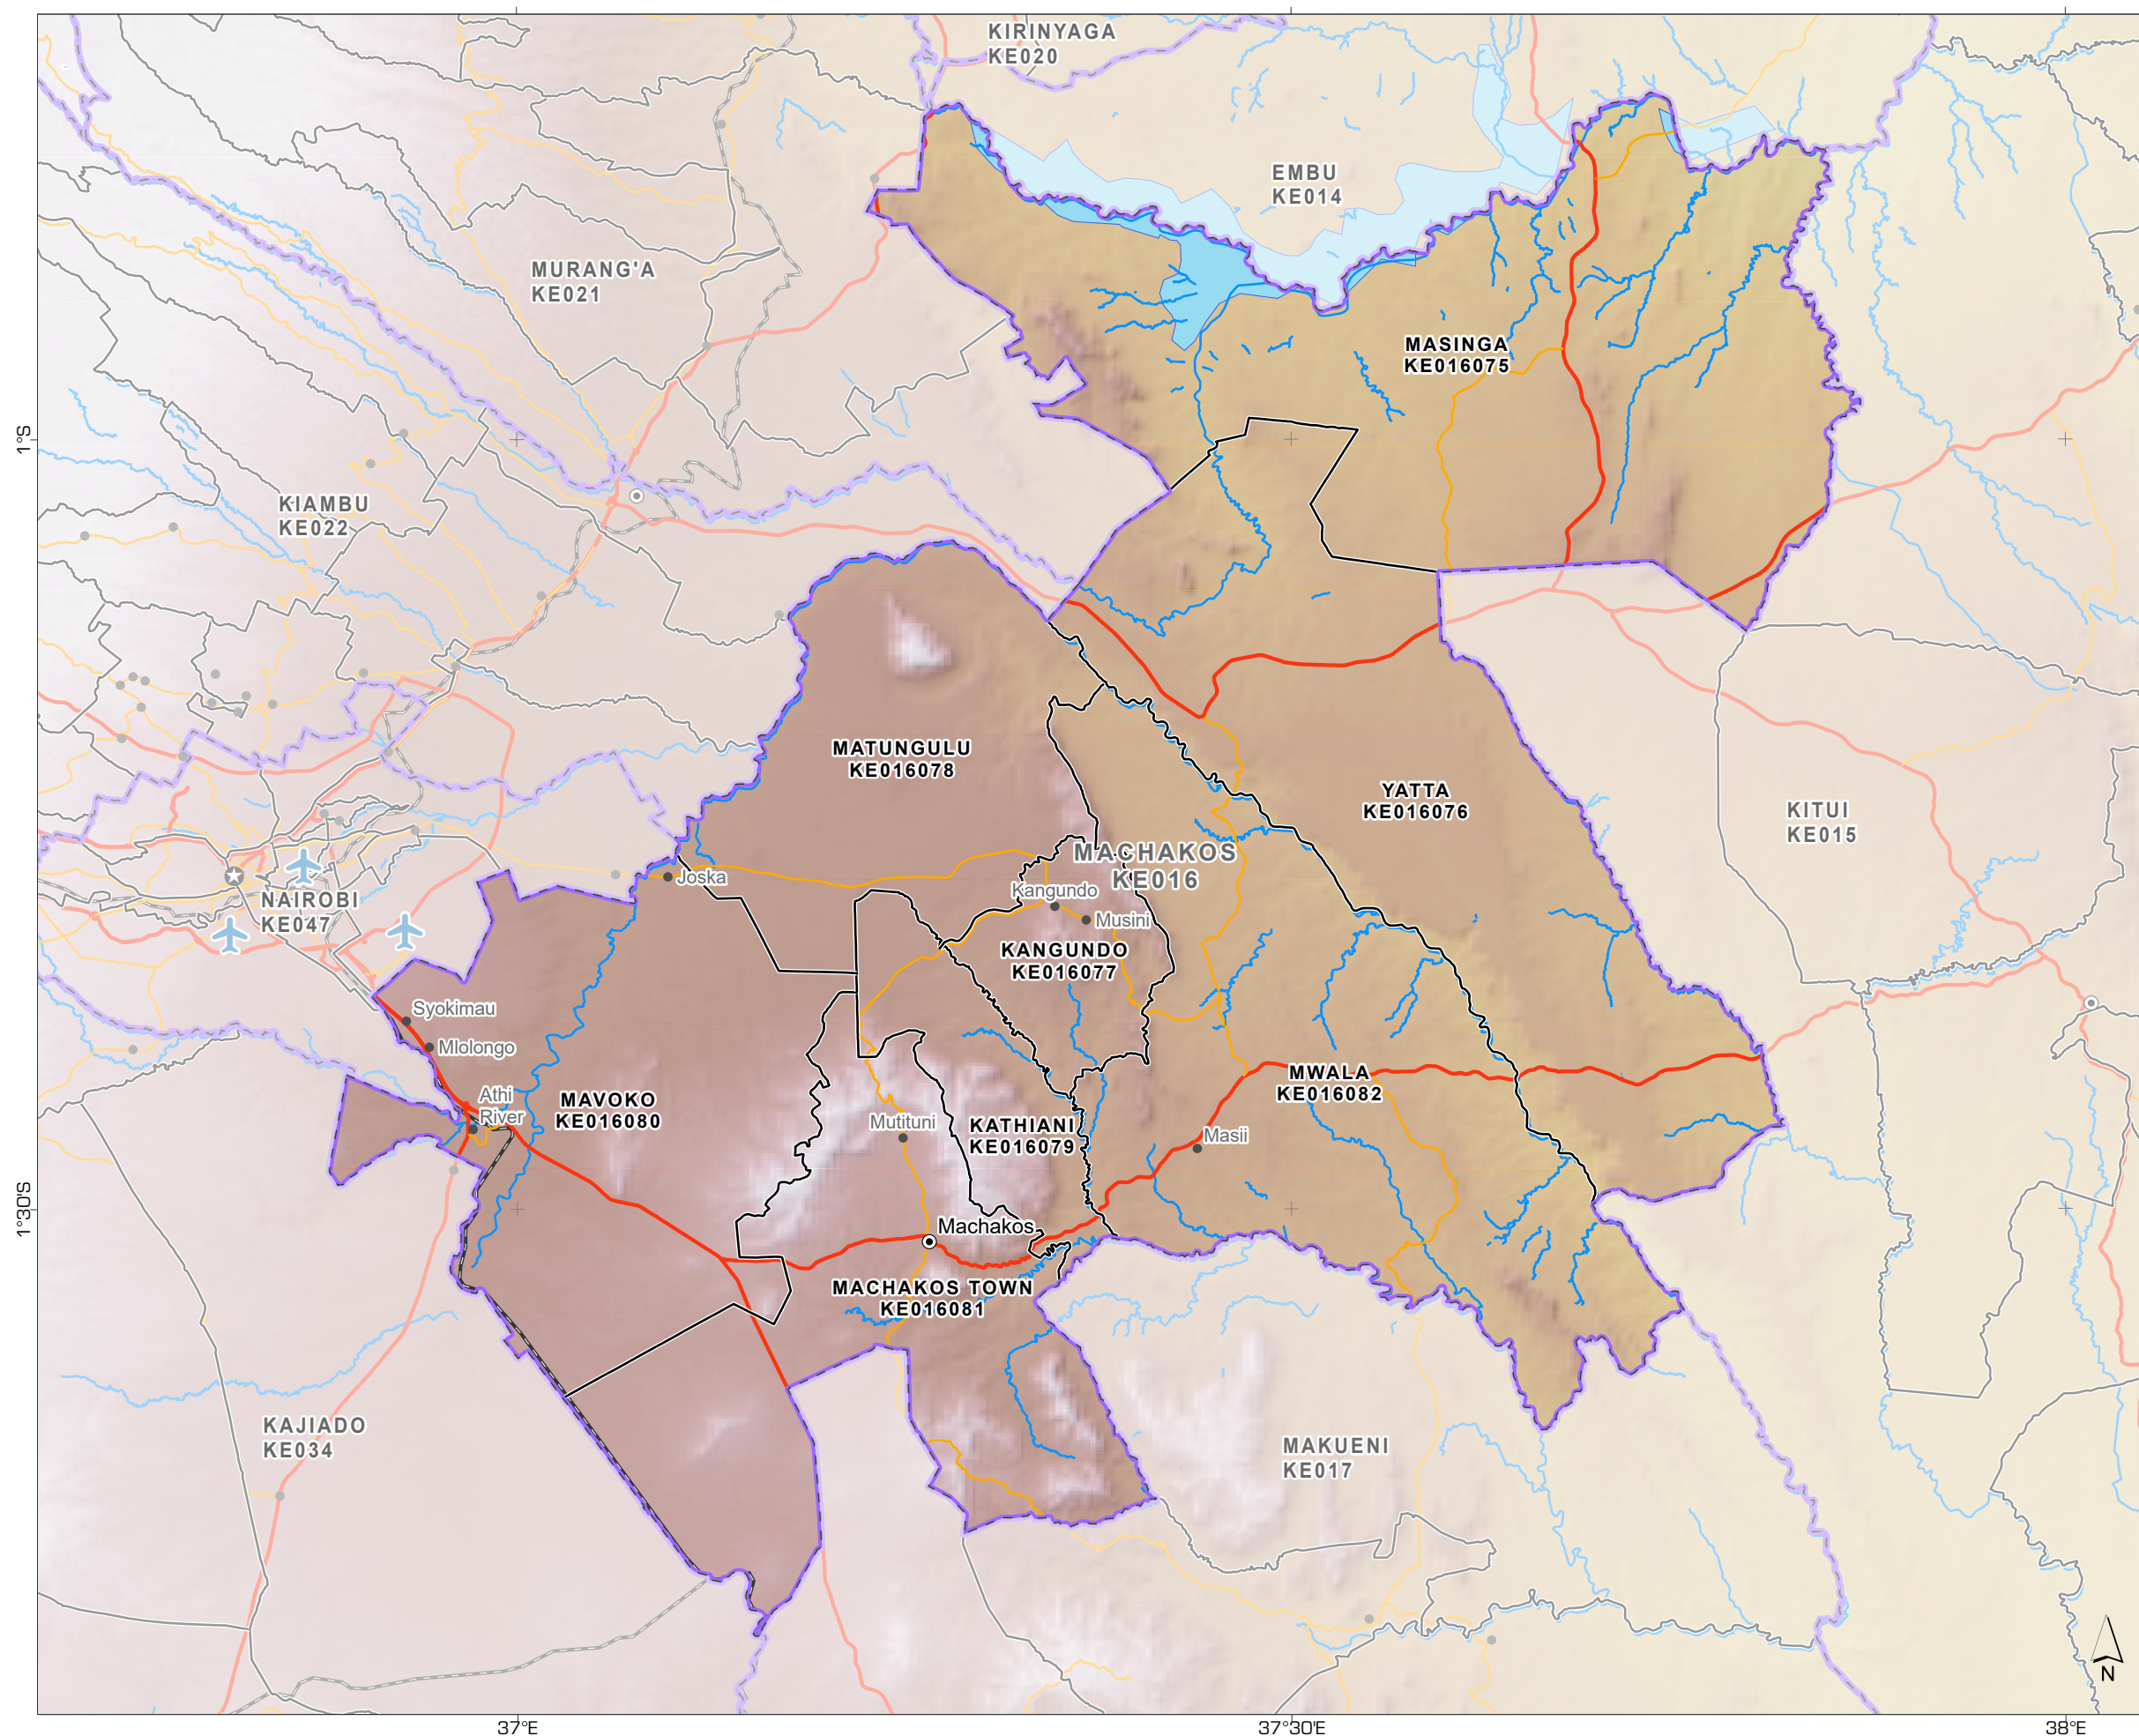 KIRINYAGA
KE020
EMBU
KE014
MURANG'A
KE021
MASINGA
KE016075
1°S
KIAMBU
KE022
MATUNGULU
KE016078
YATTA
KE016076
KITUI
KE015
MACHAKOS
KE016
Joska
Kangundo
Musini
NAIROBI
KE047
KANGUNDO
KE016077
Syokimau
Mlolongo
MWALA
KE016082
Athi
River
MAVOKO
KE016080
Mutituni
KATHIANI
KE016079
Masii
1°30'S
Machakos
MACHAKOS TOWN
KE016081
KAJIADO
KE034
MAKUENI
KE017
N
37°E
37°30'E
38°E